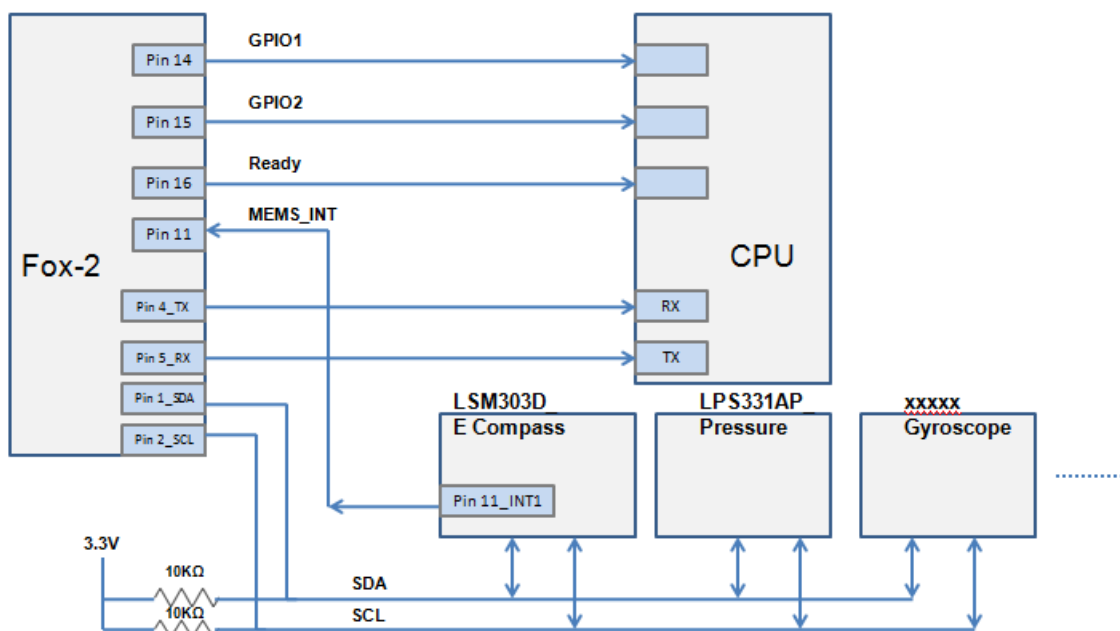 GPIO1
Pin 14
GPIO2
Pin 15
Ready
Pin 16
MEMS_INT
Pin 11
Fox-2
CPU
Pin 4_TX
RX
Pin 5_RX
TX
Pin 1_SDA
Pin 2_SCL
LSM303D_
E Compass
LPS331AP_
Pressure
xxxxx
Gyroscope
Pin 11_INT1
3.3V
10KΩ
SDA
10KΩ
SCL